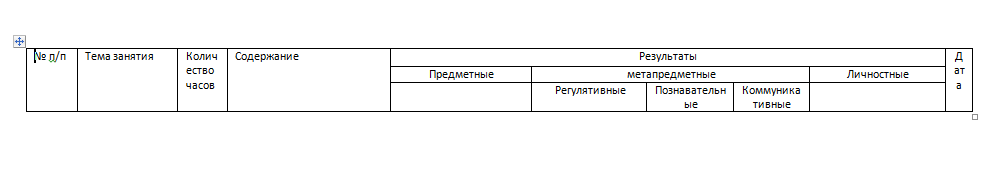 № п/п Тема занятия Колич Содержание Результаты Д
ество ат
часов а
Предметные метапредметные Личностные
Регулятивные Познавательн Коммуника
ые тивные